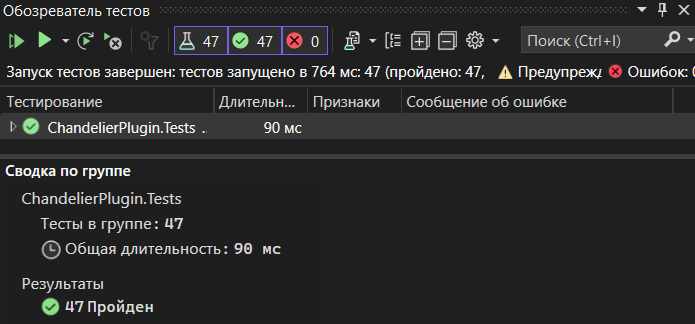 Обозреватель тестов
47 47 0 Поиск (Ctrl+I)
Запуск тестов завершен: тестов запущено в 764 мс: 47 (пройдено: 47, Предупрежд Ошибок: 0
Тестирование Длительн... Признаки Сообщение об ошибке
ChandelierPlugin.Tests .. 90 мс
Сводка по группе
ChandelierPlugin.Tests
Тесты в группе: 47
Общая длительность: 90 мс
Результаты
47 Пройден